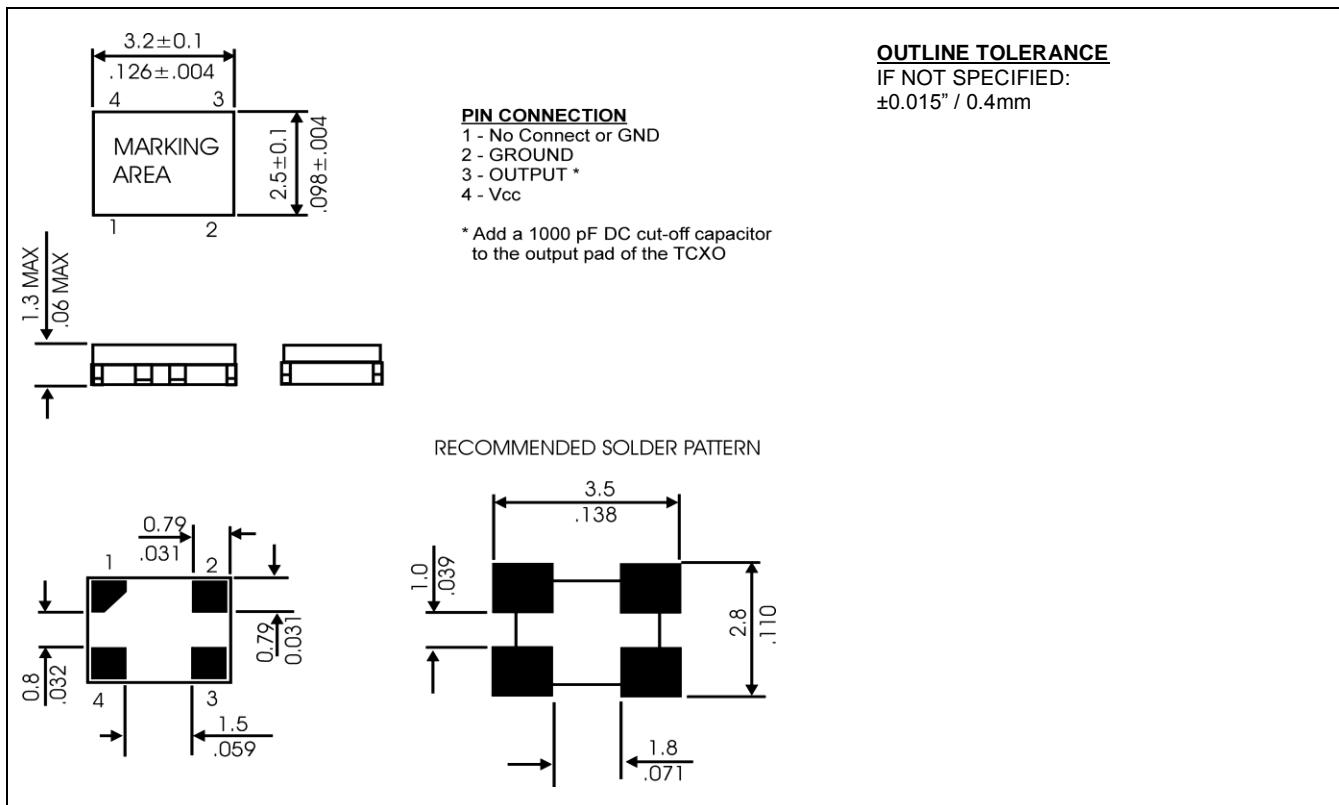 3.2±0.1
.126±.004
4 3
MARKING
AREA
1 2
2.5±0.1
.098±.004
PIN CONNECTION
1 - No Connect or GND
2 - GROUND
3 - OUTPUT *
4 - Vcc
* Add a 1000 pF DC cut-off capacitor
to the output pad of the TCXO
OUTLINE TOLERANCE
IF NOT SPECIFIED:
±0.015” / 0.4mm
1.3 MAX
.06 MAX
0.79
.031
1 2
0.79
0.031
0.8
.032
4 3
1.5
.059
RECOMMENDED SOLDER PATTERN
3.5
.138
1.0
.039
2.8
.110
1.8
.071